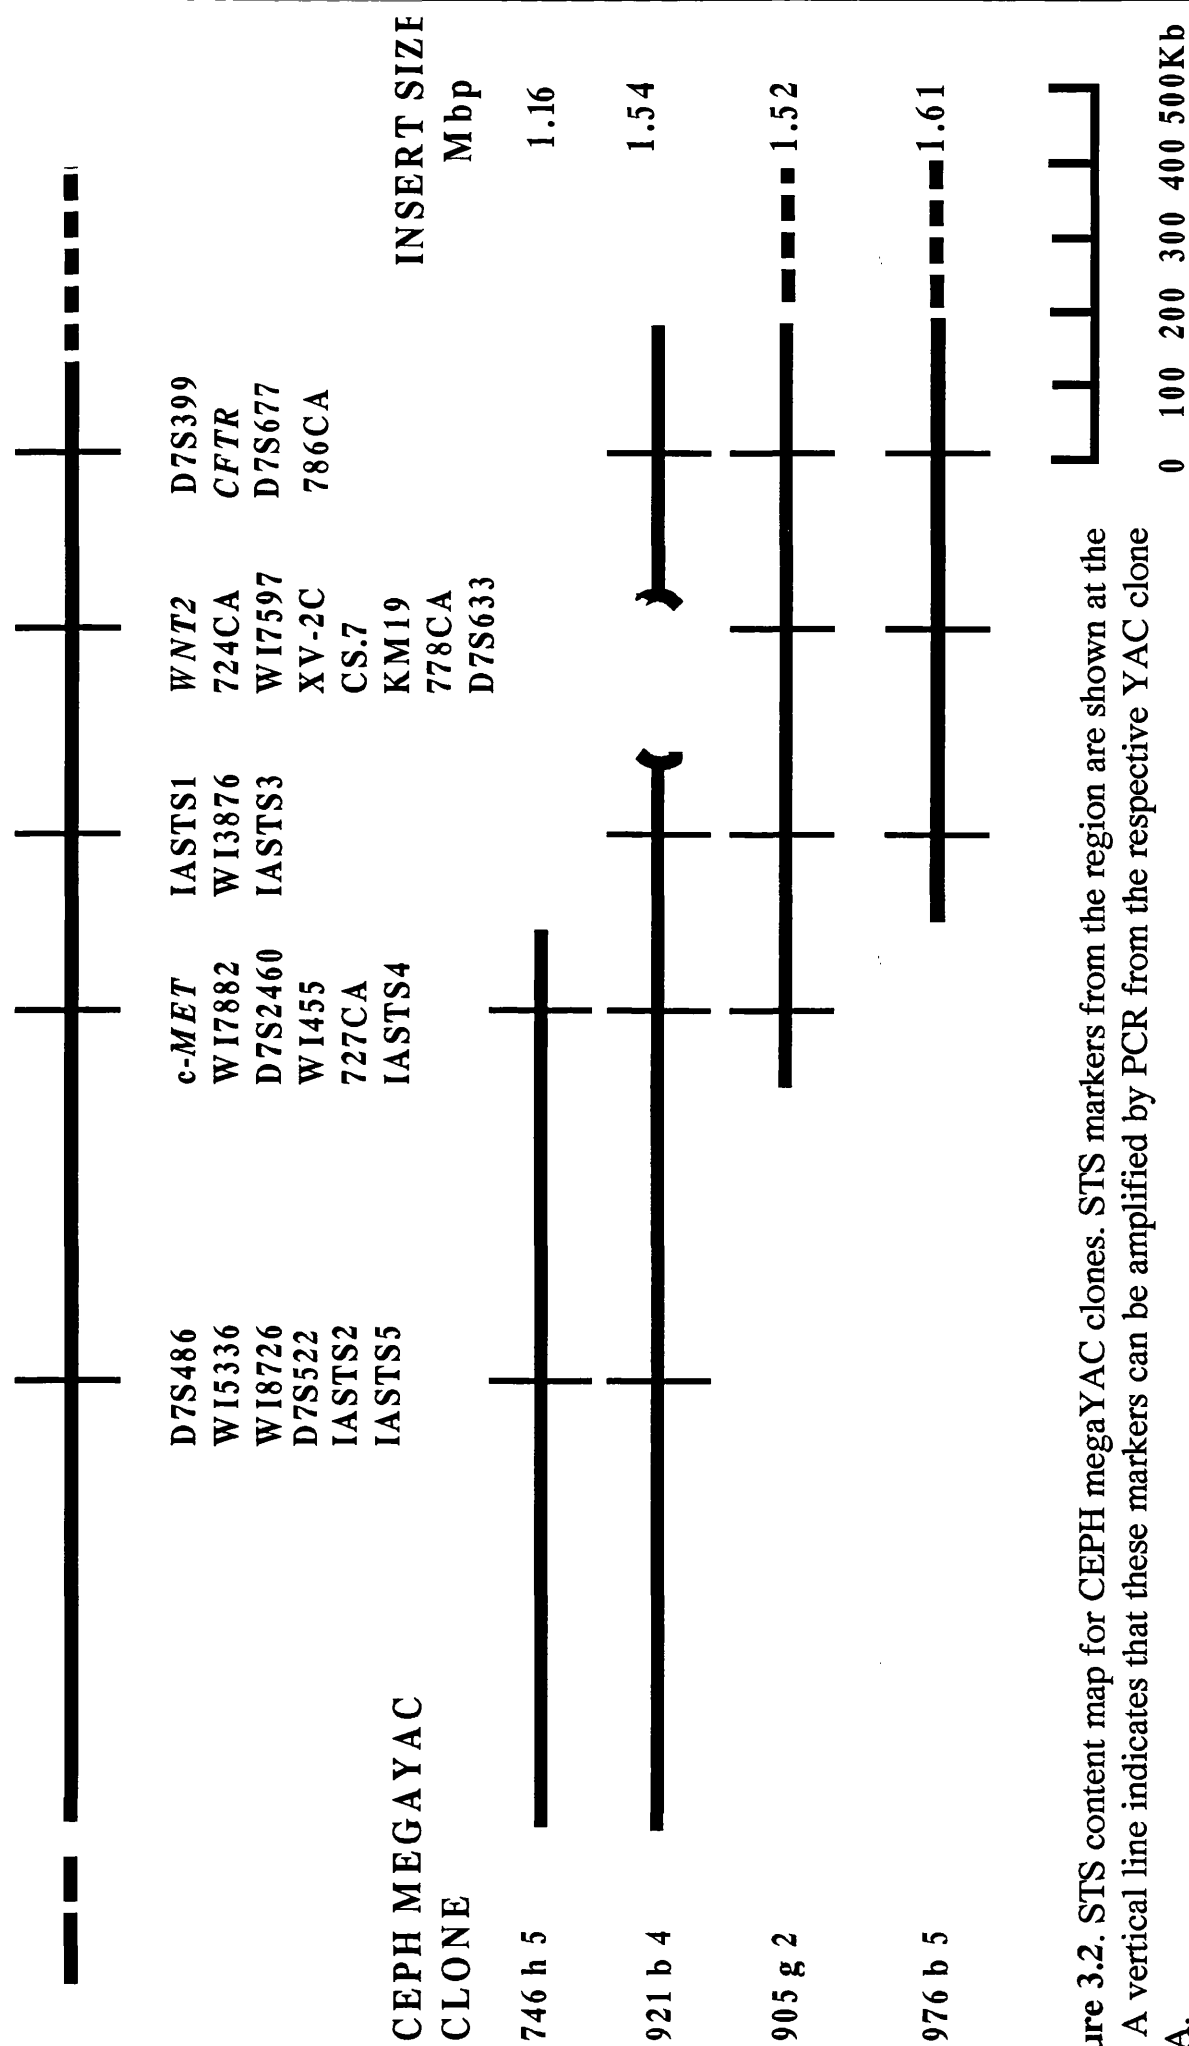 D7S486
WI5336
WI8726
D7S522
IASTS2
IASTS5
c-MET
WI7882
D7S2460
WI455
727CA
IASTS4
IASTS1
WI3876
IASTS3
WNT2
724CA
WI7597
XV-2C
CS.7
KM19
778CA
D7S633
D7S399
CFTR
D7S677
786CA
CEPH MEGAYAC
CLONE
INSERT SIZE
Mbp
746 h 5 1.16
921 b 4 1.54
905 g 2 1.52
976 b 5 1.61
0 100 200 300 400 500Kb
ure 3.2. STS content map for CEPH megaYAC clones. STS markers from the region are shown at the
A vertical line indicates that these markers can be amplified by PCR from the respective YAC clone
A.